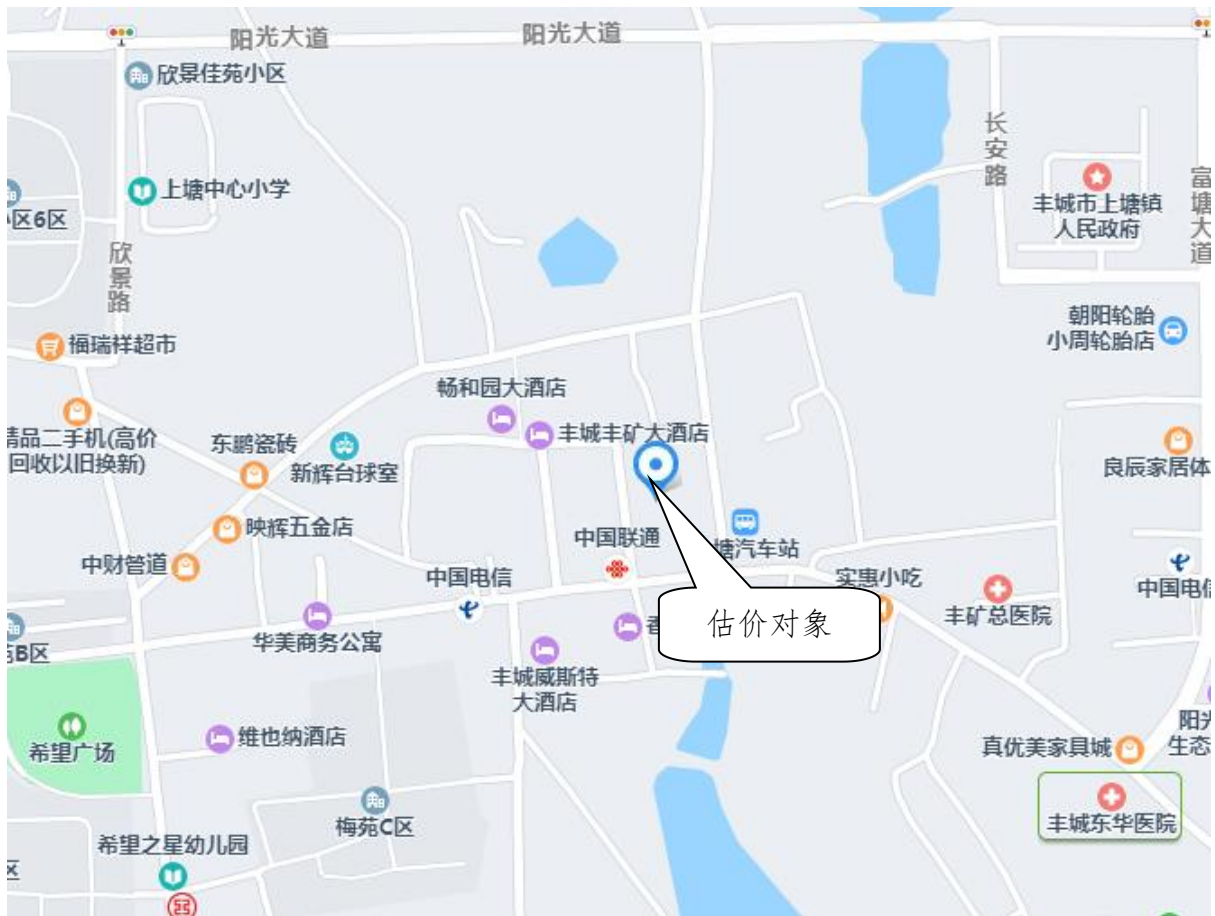 阳光大道
阳光大道
欣景佳苑小区
长安路
上塘中心小学
丰城市上塘镇
人民政府
富塘大道
小区6区
欣景路
朝阳轮胎
小周轮胎店
福瑞祥超市
畅和园大酒店
丰城丰矿大酒店
精品二手机(高价
回收以旧换新)
东鹏瓷砖
新辉台球室
良辰家居体
映辉五金店
中国联通
塘汽车站
中财管道
中国电信
实惠小吃
中国电信
丰矿总医院
估价对象
华美商务公寓
苑B区
丰城威斯特
大酒店
希望广场
维也纳酒店
真优美家具城
阳光
生态
丰城东华医院
梅苑C区
希望之星幼儿园
区